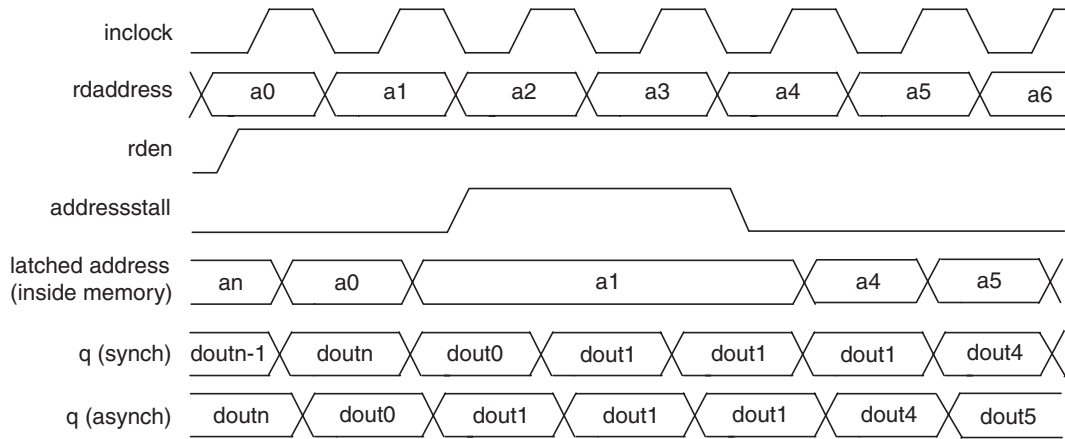 inclock
rdaddress a0 a1 a2 a3 a4 a5 a6
rden
addressstall
latched address
(inside memory) an a0 a1 a4 a5
q (synch) doutn-1 doutn dout0 dout1 dout1 dout1 dout4
q (asynch) doutn dout0 dout1 dout1 dout1 dout4 dout5